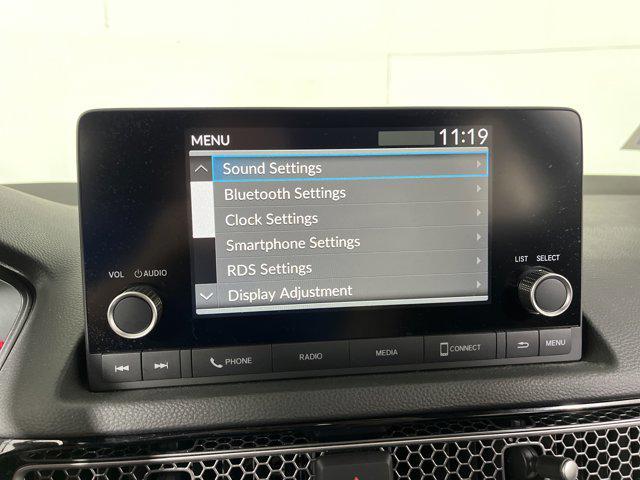 MENU 11:19
Sound Settings
Bluetooth Settings
Clock Settings
Smartphone Settings
RDS Settings
Display Adjustment
VOL AUDIO
LIST SELECT
PHONE RADIO MEDIA CONNECT MENU